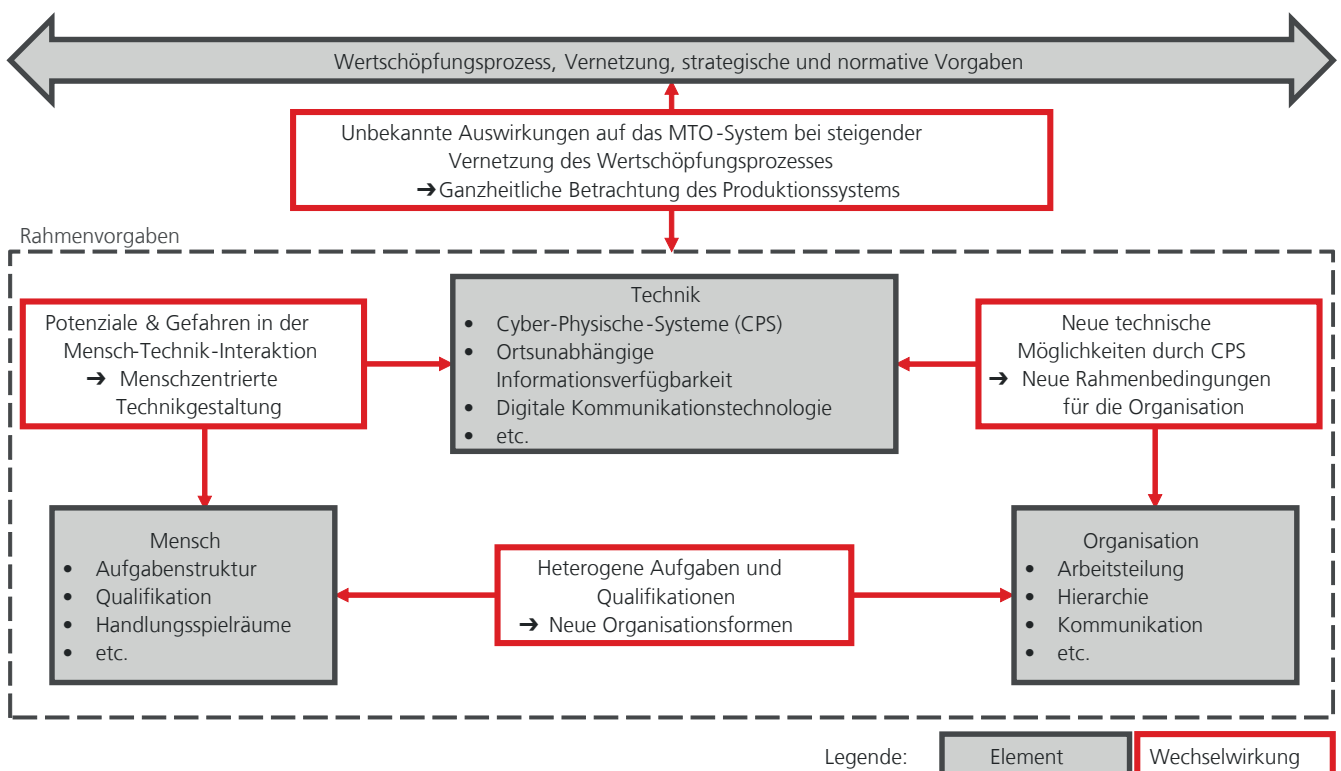 Wertschöpfungsprozess, Vernetzung, strategische und normative Vorgaben
Unbekannte Auswirkungen auf das MTO-System bei steigender
Vernetzung des Wertschöpfungsprozesses
➔Ganzheitliche Betrachtung des Produktionssystems
Rahmenvorgaben
Potenziale & Gefahren in der
Mensch-Technik-Interaktion
➔ Menschzentrierte
Technikgestaltung
Technik
• Cyber-Physische-Systeme (CPS)
• Ortsunabhängige
Informationsverfügbarkeit
• Digitale Kommunikationstechnologie
• etc.
Neue technische
Möglichkeiten durch CPS
➔ Neue Rahmenbedingungen
für die Organisation
Mensch
• Aufgabenstruktur
• Qualifikation
• Handlungsspielräume
• etc.
Heterogene Aufgaben und
Qualifikationen
➔ Neue Organisationsformen
Organisation
• Arbeitsteilung
• Hierarchie
• Kommunikation
• etc.
Legende:
Element
Wechselwirkung